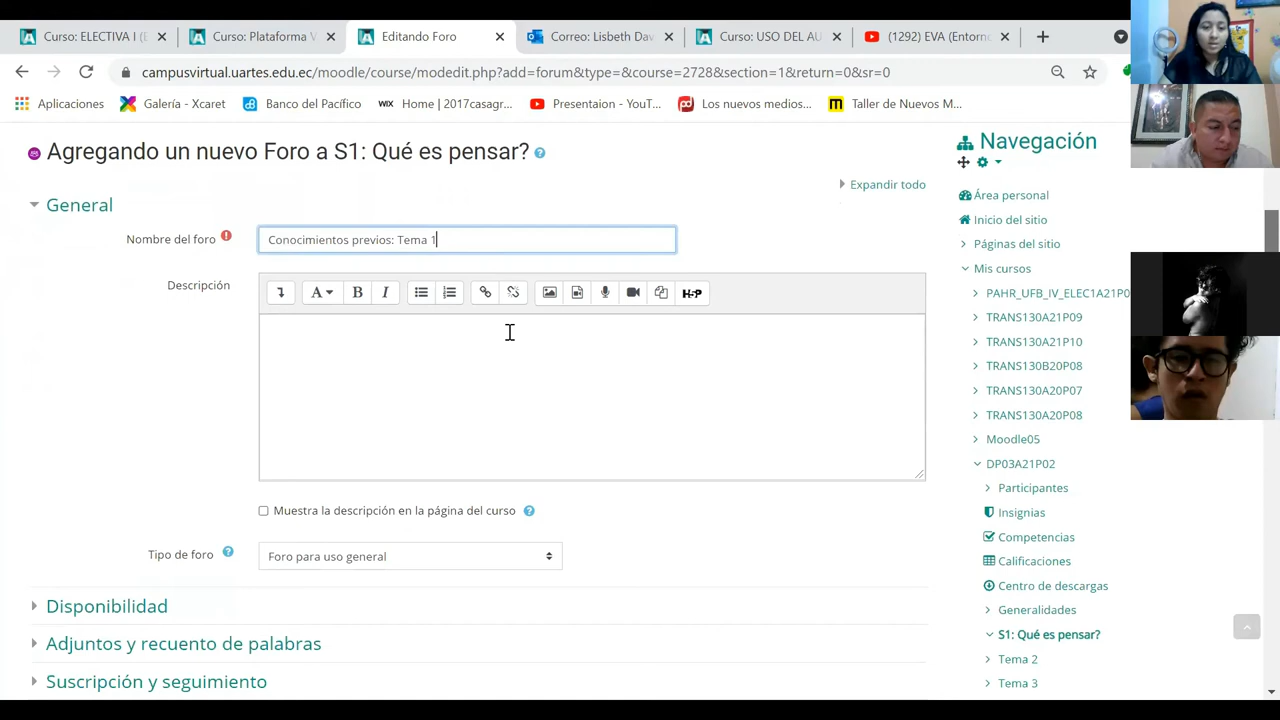 Curso: ELECTIVA I (E
Curso: Plataforma V
Editando Foro
Correo: Lisbeth Dav
Curso: USO DEL AU
(1292) EVA (Entorn
campusvirtual.uartes.edu.ec/moodle/course/modedit.php?add=forum&type=&course=2728&section=1&return=0&sr=0
Aplicaciones
Galería - Xcaret
Banco del Pacífico
WIX Home | 2017casagr...
Presentaion - YouT...
Los nuevos medios...
Taller de Nuevos M...
Agregando un nuevo Foro a S1: Qué es pensar?
Expandir todo
General
Nombre del foro
Conocimientos previos: Tema 1
Descripción
A B I
H-P
Muestra la descripción en la página del curso
Tipo de foro
Foro para uso general
Disponibilidad
Adjuntos y recuento de palabras
Suscripción y seguimiento
Navegación
Área personal
Inicio del sitio
Páginas del sitio
Mis cursos
PAHR_UFB_IV_ELEC1A21P0
TRANS130A21P09
TRANS130A21P10
TRANS130B20P08
TRANS130A20P07
TRANS130A20P08
Moodle05
DP03A21P02
Participantes
Insignias
Competencias
Calificaciones
Centro de descargas
Generalidades
S1: Qué es pensar?
Tema 2
Tema 3